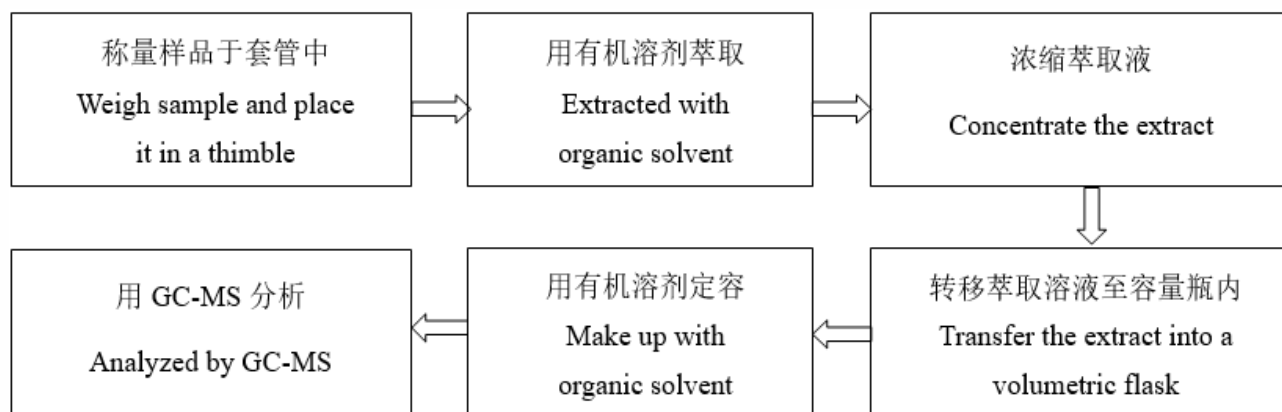 称量样品于套管中
Weigh sample and place
it in a thimble
用有机溶剂萃取
Extracted with
organic solvent
浓缩萃取液
Concentrate the extract
转移萃取溶液至容量瓶内
Transfer the extract into a
volumetric flask
用有机溶剂定容
Make up with
organic solvent
用 GC-MS 分析
Analyzed by GC-MS